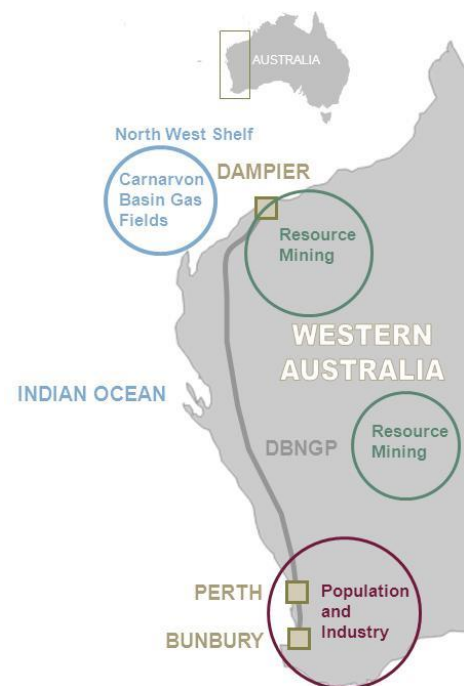 AUSTRALIA
North West Shelf
DAMPIER
Carnarvon
Basin Gas
Fields
Resource
Mining
WESTERN
AUSTRALIA
INDIAN OCEAN
DBNGP
Resource
Mining
PERTH
BUNBURY
Population
and
Industry